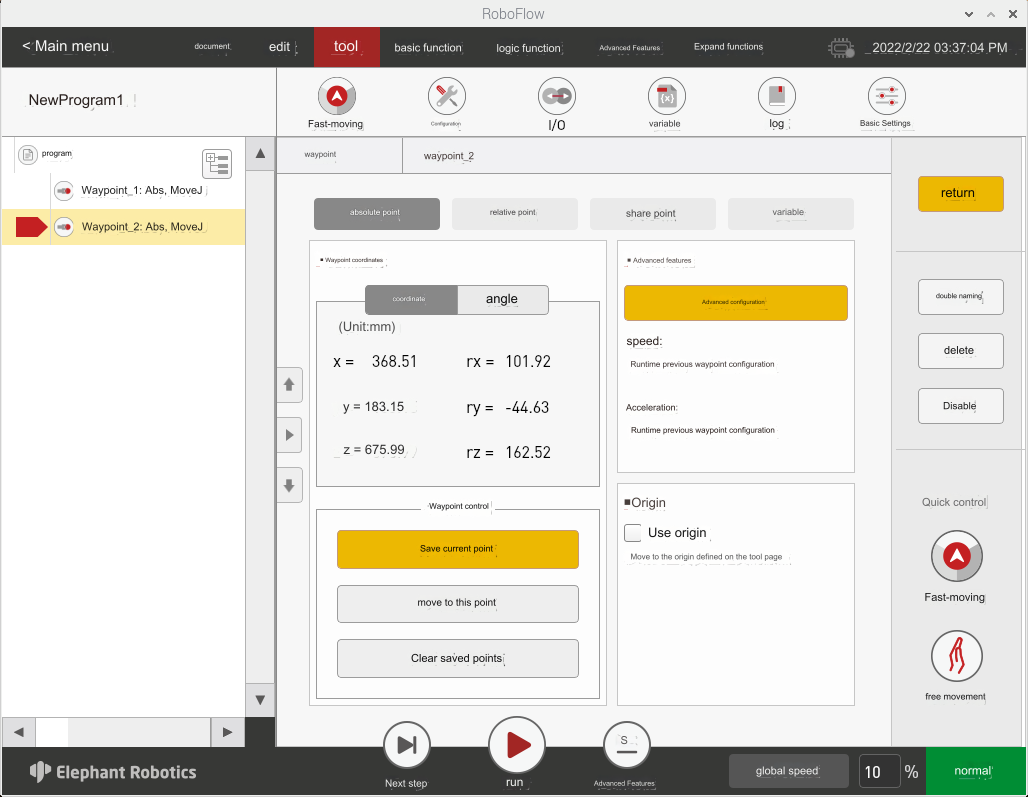 RoboFlow
< Main menu
document
edit
tool
basic function
logic function
Advanced Features
Expand functions
2022/2/22 03:37:04 PM
NewProgram1
Fast-moving
Configuration
I/O
variable
{x}
log
Basic Settings
program
Waypoint_1: Abs, MoveJ
Waypoint_2: Abs, MoveJ
waypoint
waypoint_2
absolute point
relative point
share point
variable
Waypoint coordinates
coordinate
angle
(Unit:mm)
x = 368.51
rx = 101.92
y = 183.15
ry = -44.63
z = 675.99
rz = 162.52
Waypoint control
Save current point
move to this point
Clear saved points
Advanced features
Advanced configuration
speed:
Runtime previous waypoint configuration
Acceleration:
Runtime previous waypoint configuration
Origin
Use origin
Move to the origin defined on the tool page
return
double naming
delete
Disable
Quick control
Fast-moving
free movement
Next step
run
S
Advanced Features
Elephant Robotics
global speed
10 %
normal